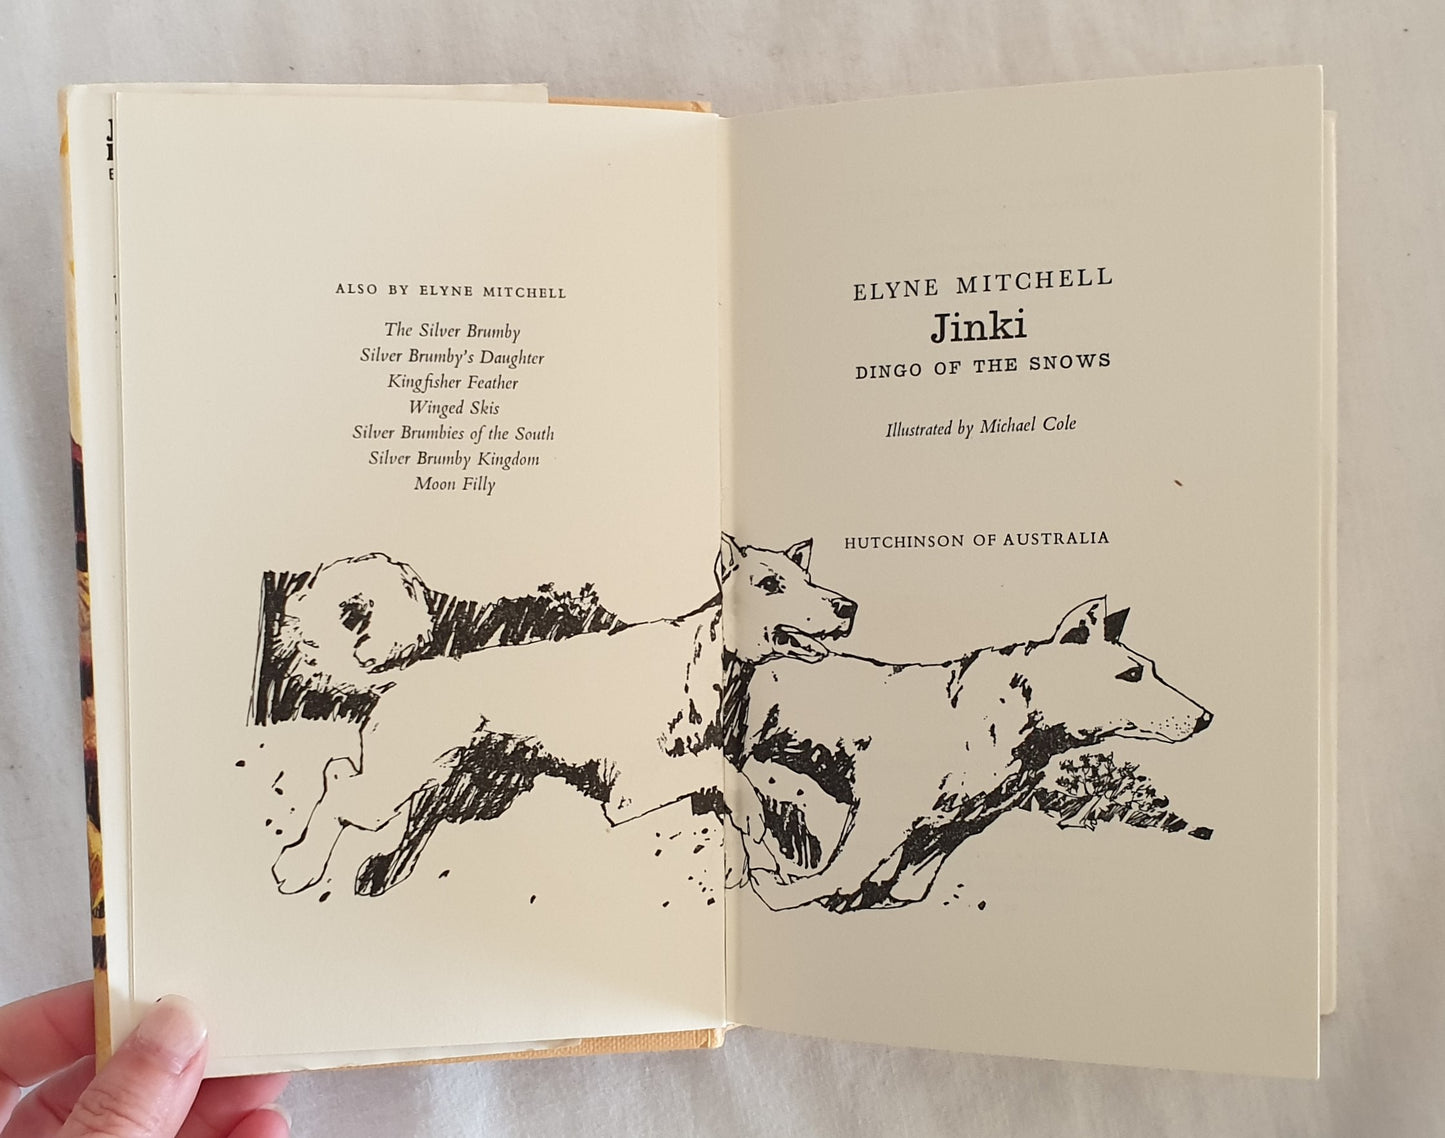 ALSO BY ELYNE MITCHELL
The Silver Brumby
Silver Brumby's Daughter
Kingfisher Feather
Winged Skis
Silver Brumbies of the South
Silver Brumby Kingdom
Moon Filly
ELYNE MITCHELL
Jinki
DINGO OF THE SNOWS
Illustrated by Michael Cole
HUTCHINSON OF AUSTRALIA